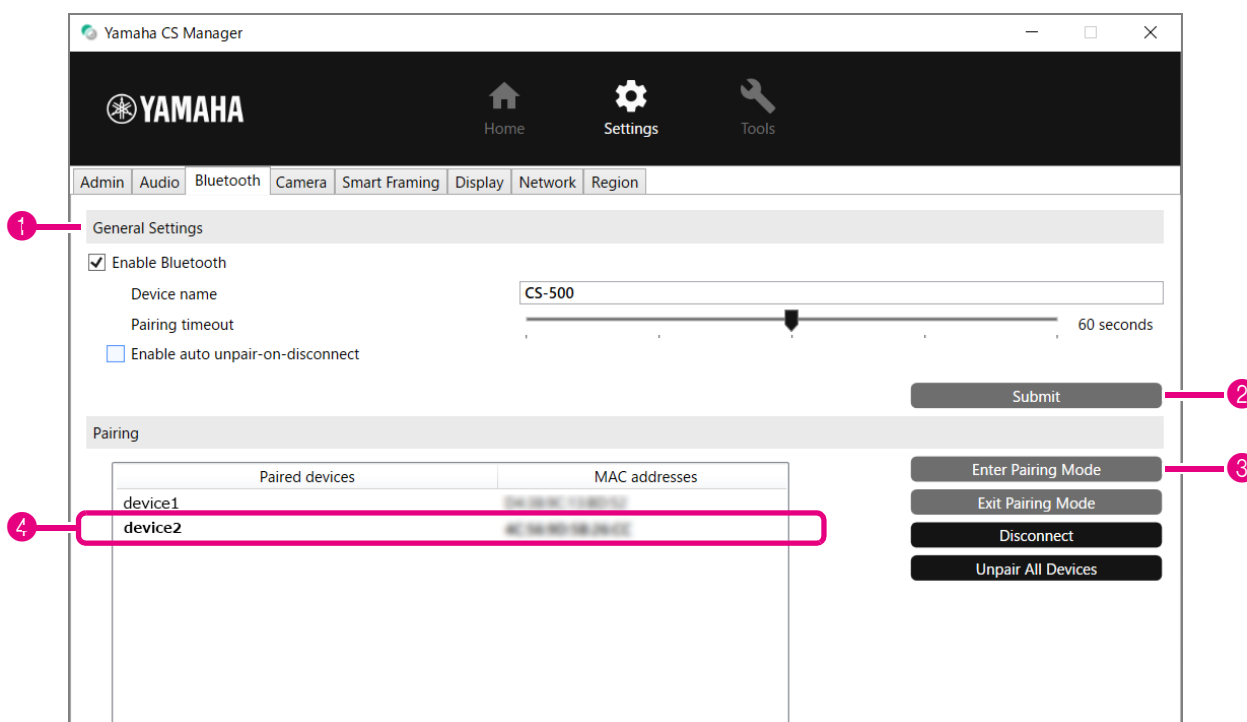 Yamaha CS Manager
YAMAHA
Home Settings Tools
Admin Audio Bluetooth Camera Smart Framing Display Network Region
1 General Settings
Enable Bluetooth
Device name CS-500
Pairing timeout 60 seconds
Enable auto unpair-on-disconnect
Submit 2
Pairing
Paired devices MAC addresses Enter Pairing Mode 3
device1 Exit Pairing Mode
4 device2 Disconnect
Unpair All Devices